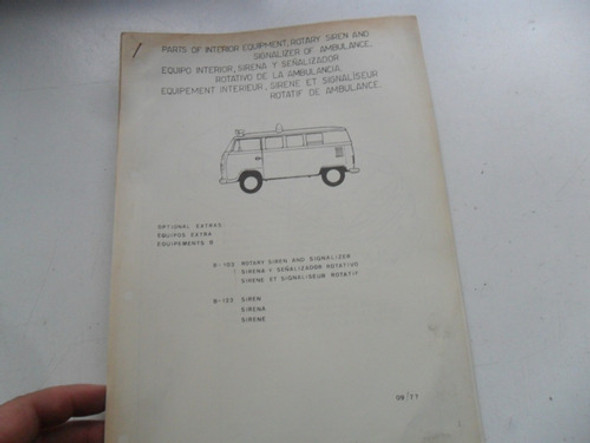 PARTS OF INTERIOR EQUIPMENT, ROTARY SIREN AND
SIGNALIZER OF AMBULANCE.
EQUIPO INTERIOR, SIRENA Y SEÑALIZADOR
ROTATIVO DE LA AMBULANCIA.
EQUIPEMENT INTERIEUR, SIRENE ET SIGNALISEUR
ROTATIF DE AMBULANCE.
OPTIONAL EXTRAS
EQUIPOS EXTRA
EQUIPEMENTS B
B-103 ROTARY SIREN AND SIGNALIZER
SIRENA Y SEÑALIZADOR ROTATIVO
SIRENE ET SIGNALISEUR ROTATIF
B-123 SIREN
SIRENA
SIRENE
09/77